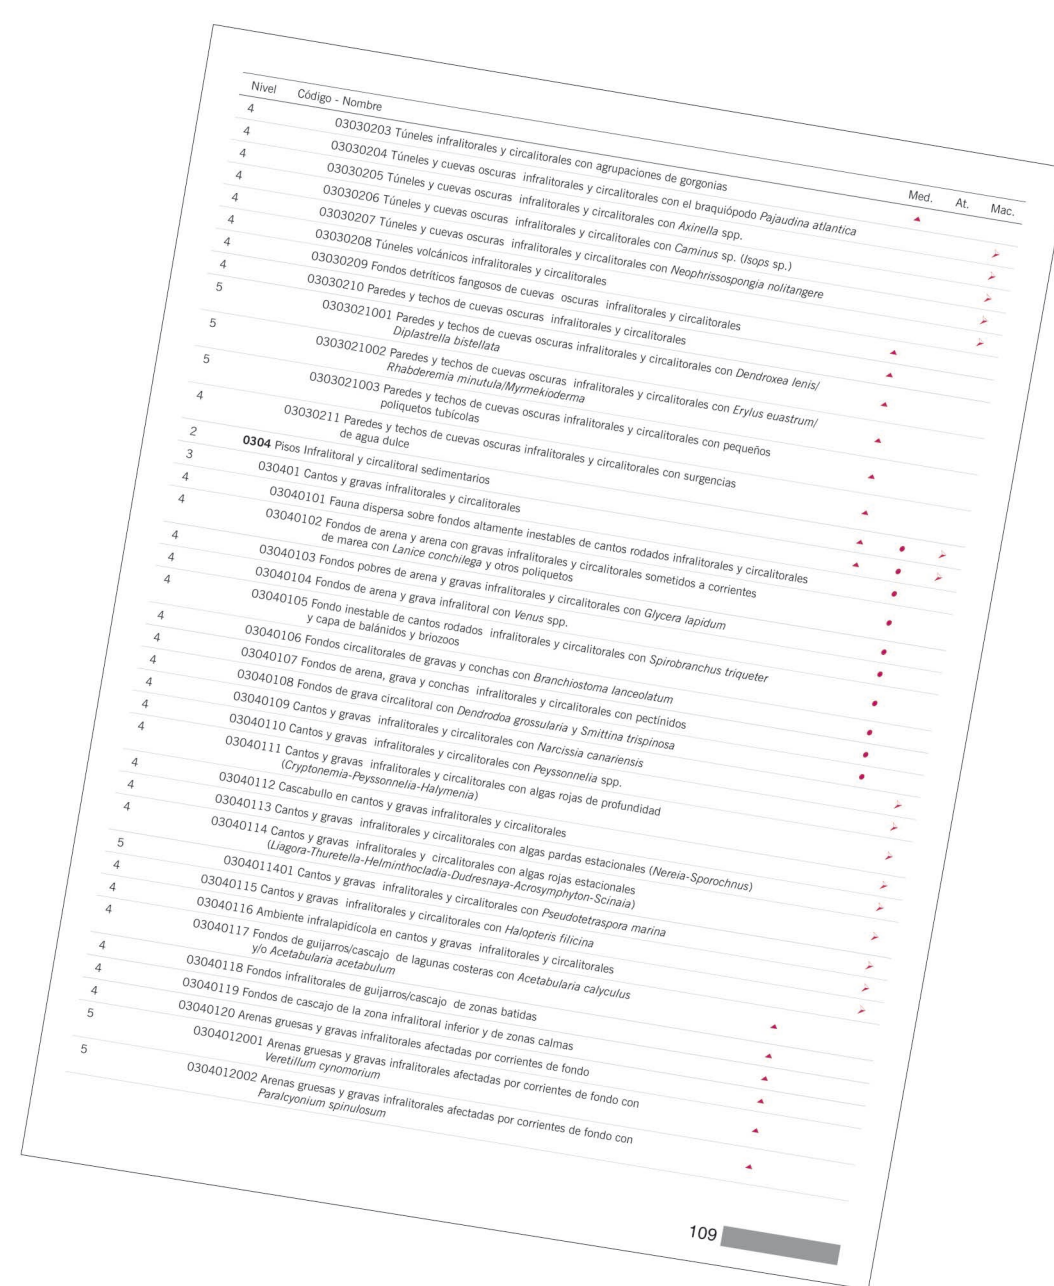 Nivel Código - Nombre Med. At. Mac.
4 03030203 Túneles infralitorales y circalitorales con agrupaciones de gorgonias ▲
4 03030204 Túneles y cuevas oscuras infralitorales y circalitorales con el braquiópodo Pajaudina atlantica
4 03030205 Túneles y cuevas oscuras infralitorales y circalitorales con Axinella spp.
4 03030206 Túneles y cuevas oscuras infralitorales y circalitorales con Caminus sp. (Isops sp.)
4 03030207 Túneles y cuevas oscuras infralitorales y circalitorales con Neophrissospongia nolitangere
4 03030208 Túneles volcánicos infralitorales y circalitorales
4 03030209 Fondos detríticos fangosos de cuevas oscuras infralitorales y circalitorales ▲
4 03030210 Paredes y techos de cuevas oscuras infralitorales y circalitorales ▲
5 0303021001 Paredes y techos de cuevas oscuras infralitorales y circalitorales con Dendroxea lenis/
Diplastrella bistellata ▲
5 0303021002 Paredes y techos de cuevas oscuras infralitorales y circalitorales con Erylus euastrum/
Rhabderemia minutula/Myrmekioderma ▲
5 0303021003 Paredes y techos de cuevas oscuras infralitorales y circalitorales con pequeños
poliquetos tubícolas ▲
4 03030211 Paredes y techos de cuevas oscuras infralitorales y circalitorales con surgencias
de agua dulce ▲
2 0304 Pisos Infralitoral y circalitoral sedimentarios ▲ ●
3 030401 Cantos y gravas infralitorales y circalitorales ▲ ●
4 03040101 Fauna dispersa sobre fondos altamente inestables de cantos rodados infralitorales y circalitorales ●
4 03040102 Fondos de arena y arena con gravas infralitorales y circalitorales sometidos a corrientes
de marea con Lanice conchilega y otros poliquetos ●
4 03040103 Fondos pobres de arena y gravas infralitorales y circalitorales con Glycera lapidum ●
4 03040104 Fondos de arena y grava infralitoral con Venus spp. ●
4 03040105 Fondo inestable de cantos rodados infralitorales y circalitorales con Spirobranchus triqueter
y capa de balánidos y briozoos ●
4 03040106 Fondos circalitorales de gravas y conchas con Branchiostoma lanceolatum ●
4 03040107 Fondos de arena, grava y conchas infralitorales y circalitorales con pectínidos ●
4 03040108 Fondos de grava circalitoral con Dendrodoa grossularia y Smittina trispinosa ●
4 03040109 Cantos y gravas infralitorales y circalitorales con Narcissia canariensis
4 03040110 Cantos y gravas infralitorales y circalitorales con Peyssonnelia spp.
4 03040111 Cantos y gravas infralitorales y circalitorales con algas rojas de profundidad
(Cryptonemia-Peyssonnelia-Halymenia)
4 03040112 Cascabullo en cantos y gravas infralitorales y circalitorales
4 03040113 Cantos y gravas infralitorales y circalitorales con algas pardas estacionales (Nereia-Sporochnus)
4 03040114 Cantos y gravas infralitorales y circalitorales con algas rojas estacionales
(Liagora-Thuretella-Helminthocladia-Dudresnaya-Acrosymphyton-Scinaia)
5 0304011401 Cantos y gravas infralitorales y circalitorales con Pseudotetraspora marina
4 03040115 Cantos y gravas infralitorales y circalitorales con Halopteris filicina
4 03040116 Ambiente infralapidícola en cantos y gravas infralitorales y circalitorales
4 03040117 Fondos de guijarros/cascajo de lagunas costeras con Acetabularia calyculus
y/o Acetabularia acetabulum ▲
4 03040118 Fondos infralitorales de guijarros/cascajo de zonas batidas ▲
4 03040119 Fondos de cascajo de la zona infralitoral inferior y de zonas calmas ▲
4 03040120 Arenas gruesas y gravas infralitorales afectadas por corrientes de fondo ▲
5 0304012001 Arenas gruesas y gravas infralitorales afectadas por corrientes de fondo con
Veretillum cynomorium ▲
5 0304012002 Arenas gruesas y gravas infralitorales afectadas por corrientes de fondo con
Paralcyonium spinulosum ▲
109